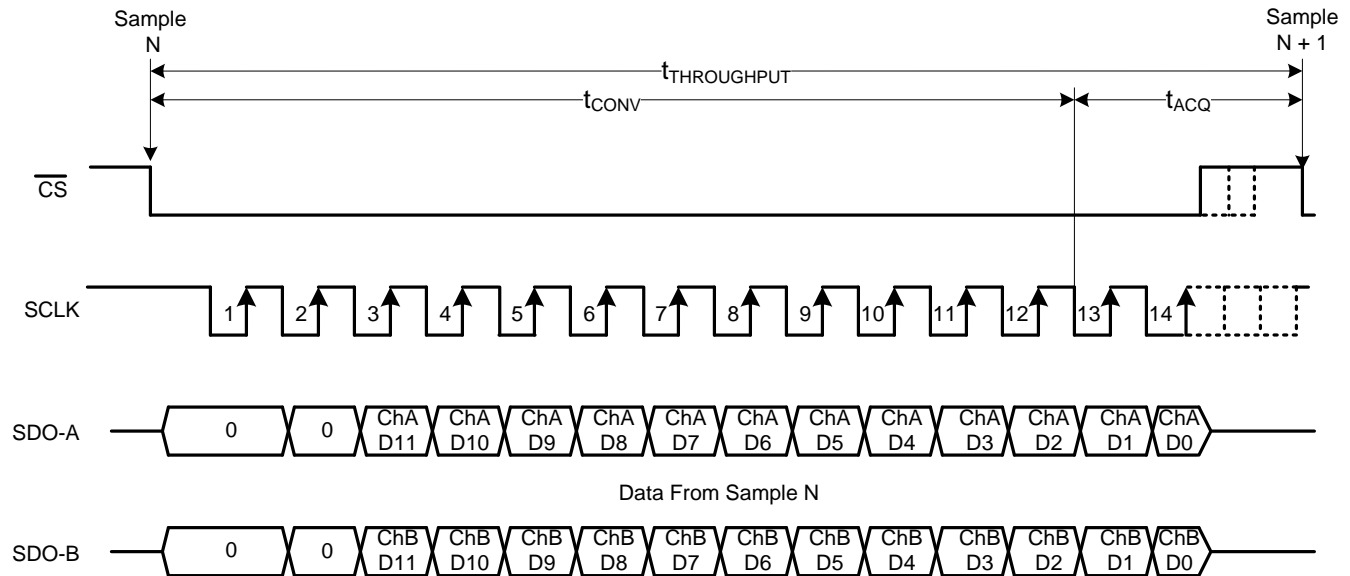 Sample
N
Sample
N + 1
tTHROUGHPUT
tCONV
tACQ
CS
SCLK
1 2 3 4 5 6 7 8 9 10 11 12 13 14
SDO-A
0 0 ChA D11 ChA D10 ChA D9 ChA D8 ChA D7 ChA D6 ChA D5 ChA D4 ChA D3 ChA D2 ChA D1 ChA D0
Data From Sample N
SDO-B
0 0 ChB D11 ChB D10 ChB D9 ChB D8 ChB D7 ChB D6 ChB D5 ChB D4 ChB D3 ChB D2 ChB D1 ChB D0